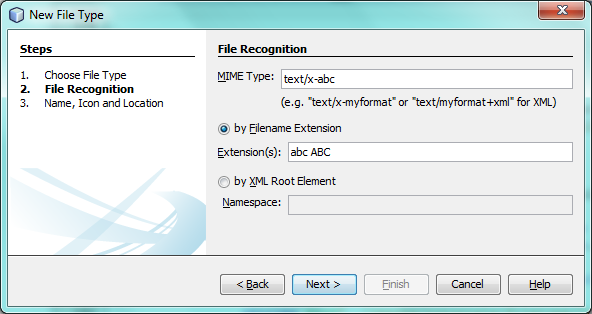 New File Type
Steps
1. Choose File Type
2. File Recognition
3. Name, Icon and Location
File Recognition
MIME Type: text/x-abc
(e.g. "text/x-myformat" or "text/myformat+xml" for XML)
by Filename Extension
Extension(s): abc ABC
by XML Root Element
Namespace:
< Back Next > Finish Cancel Help